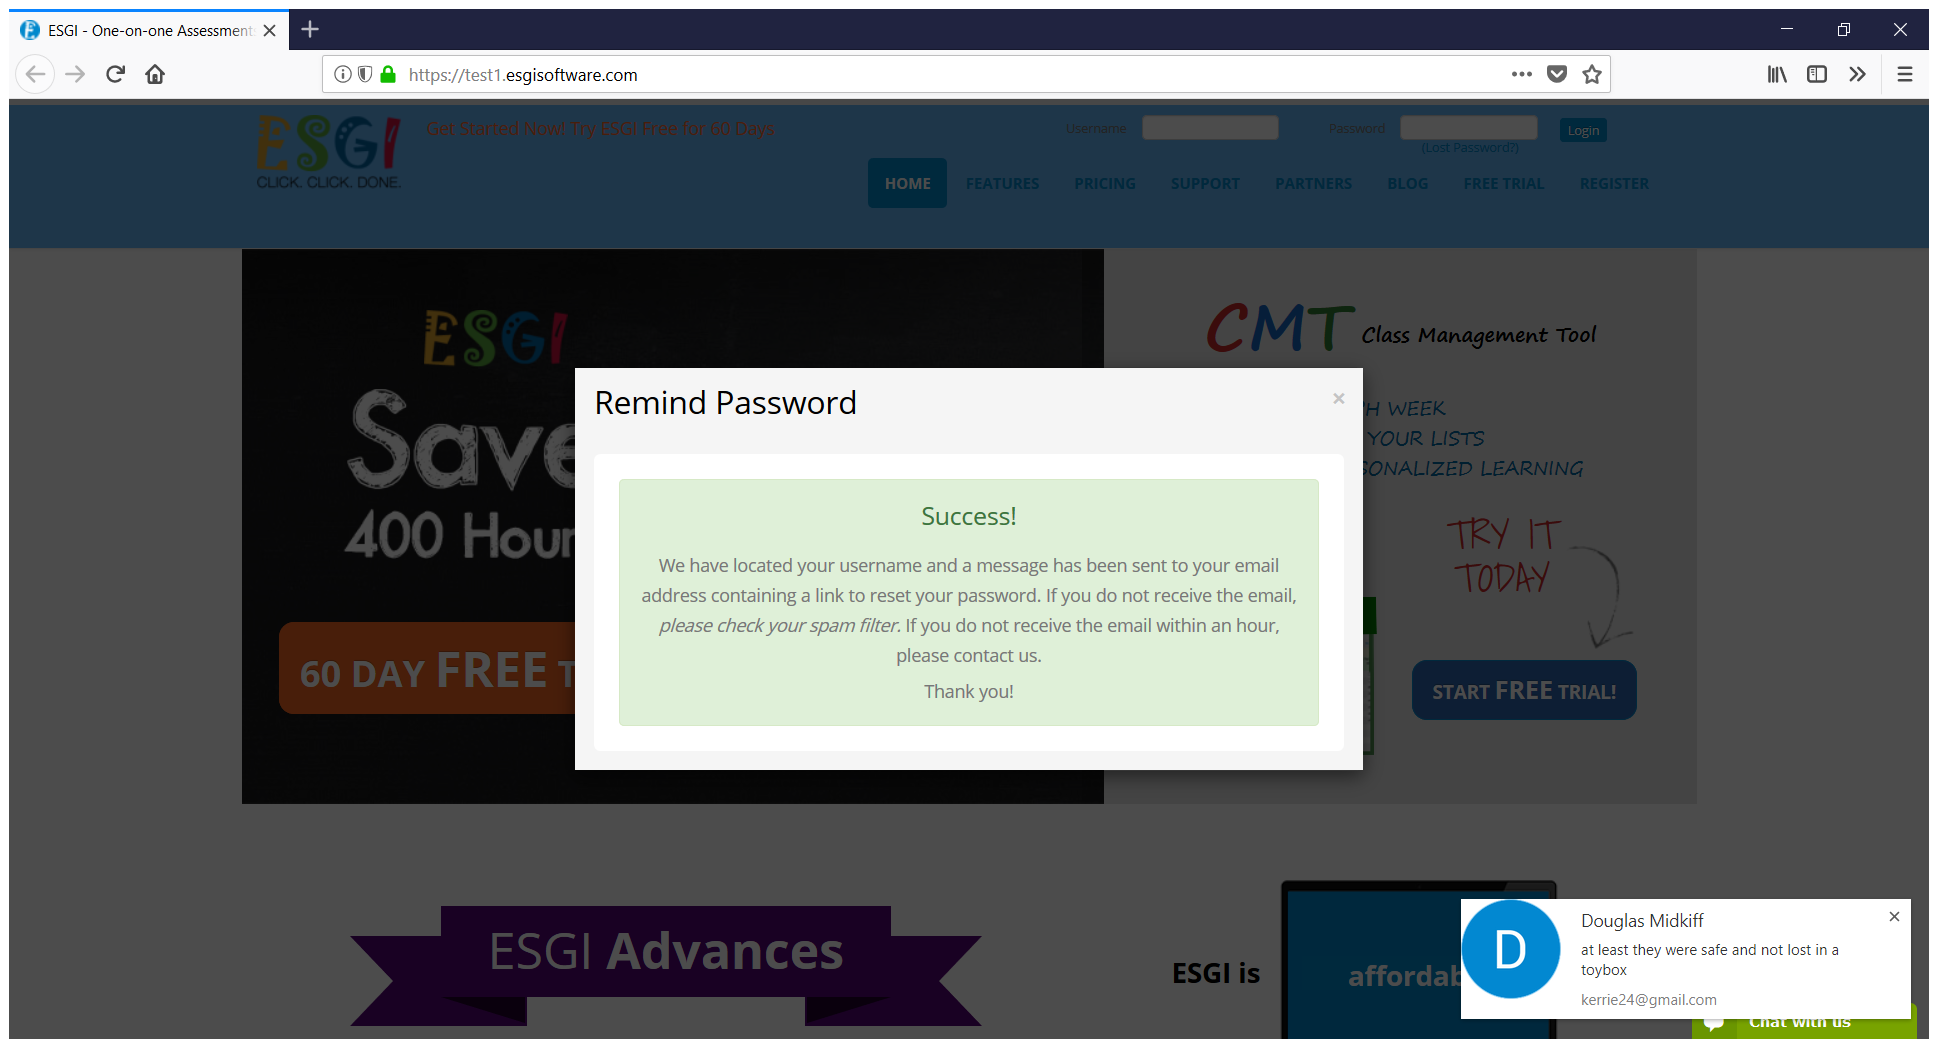 ESGI - One-on-one Assessment
https://test1.esgisoftware.com
ESGI
CLICK. CLICK. DONE.
Get Started Now! Try ESGI Free for 60 Days
Username
Password
Login
(Lost Password?)
HOME FEATURES PRICING SUPPORT PARTNERS BLOG FREE TRIAL REGISTER
ESGI
Save
400 Hour
60 DAY FREE T
CMT Class Management Tool
H WEEK
YOUR LISTS
SONALIZED LEARNING
TRY IT
TODAY
START FREE TRIAL!
Remind Password
×
Success!
We have located your username and a message has been sent to your email
address containing a link to reset your password. If you do not receive the email,
please check your spam filter. If you do not receive the email within an hour,
please contact us.
Thank you!
ESGI Advances
ESGI is
affordab
D
Douglas Midkiff
at least they were safe and not lost in a
toybox
kerrie24@gmail.com
Chat with us